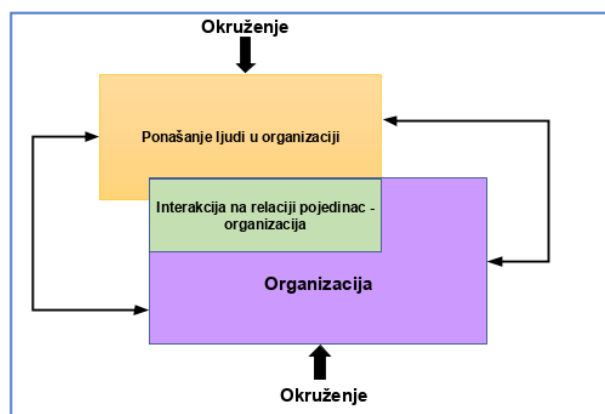 Okruženje
Ponašanje ljudi u organizaciji
Interakcija na relaciji pojedinac -
organizacija
Organizacija
Okruženje